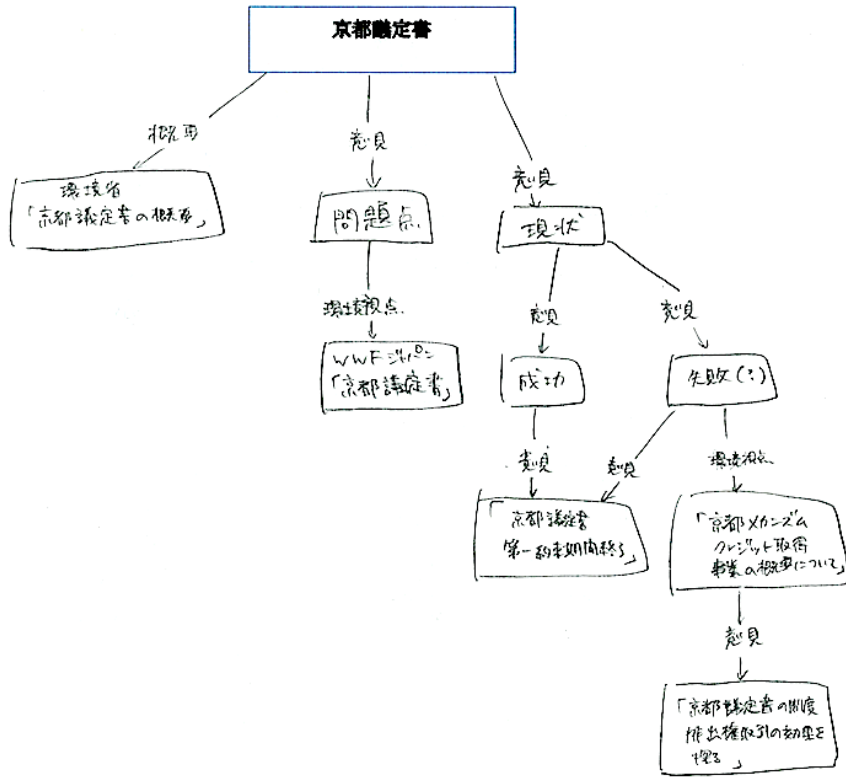 京都議定書
概要
意見
意見
環境省
「京都議定書の概要」
問題点
現状
環境視点
意見
意見
WWFジャパン
「京都議定書」
成功
失敗(?)
意見
意見
環境視点
「京都議定書
第一約束期間終了」
「京都メカニズム
クレジット取得
事業の概要について」
意見
「京都議定書の制度
排出権取引の効果を
探る」